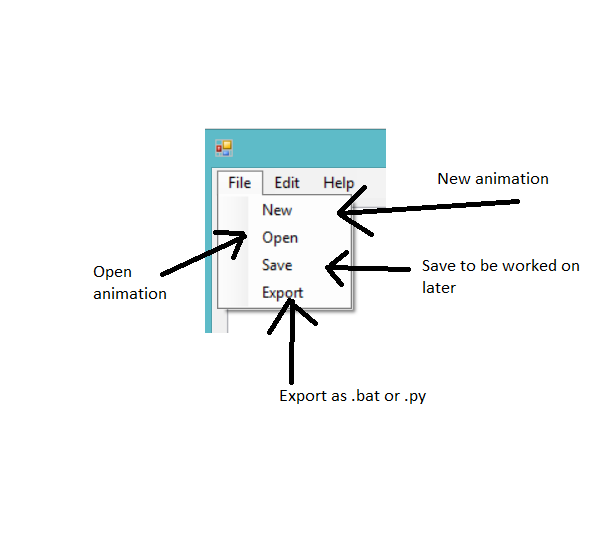 File Edit Help
New animation
New
Open
Save
Export
Open
animation
Save to be worked on
later
Export as .bat or .py